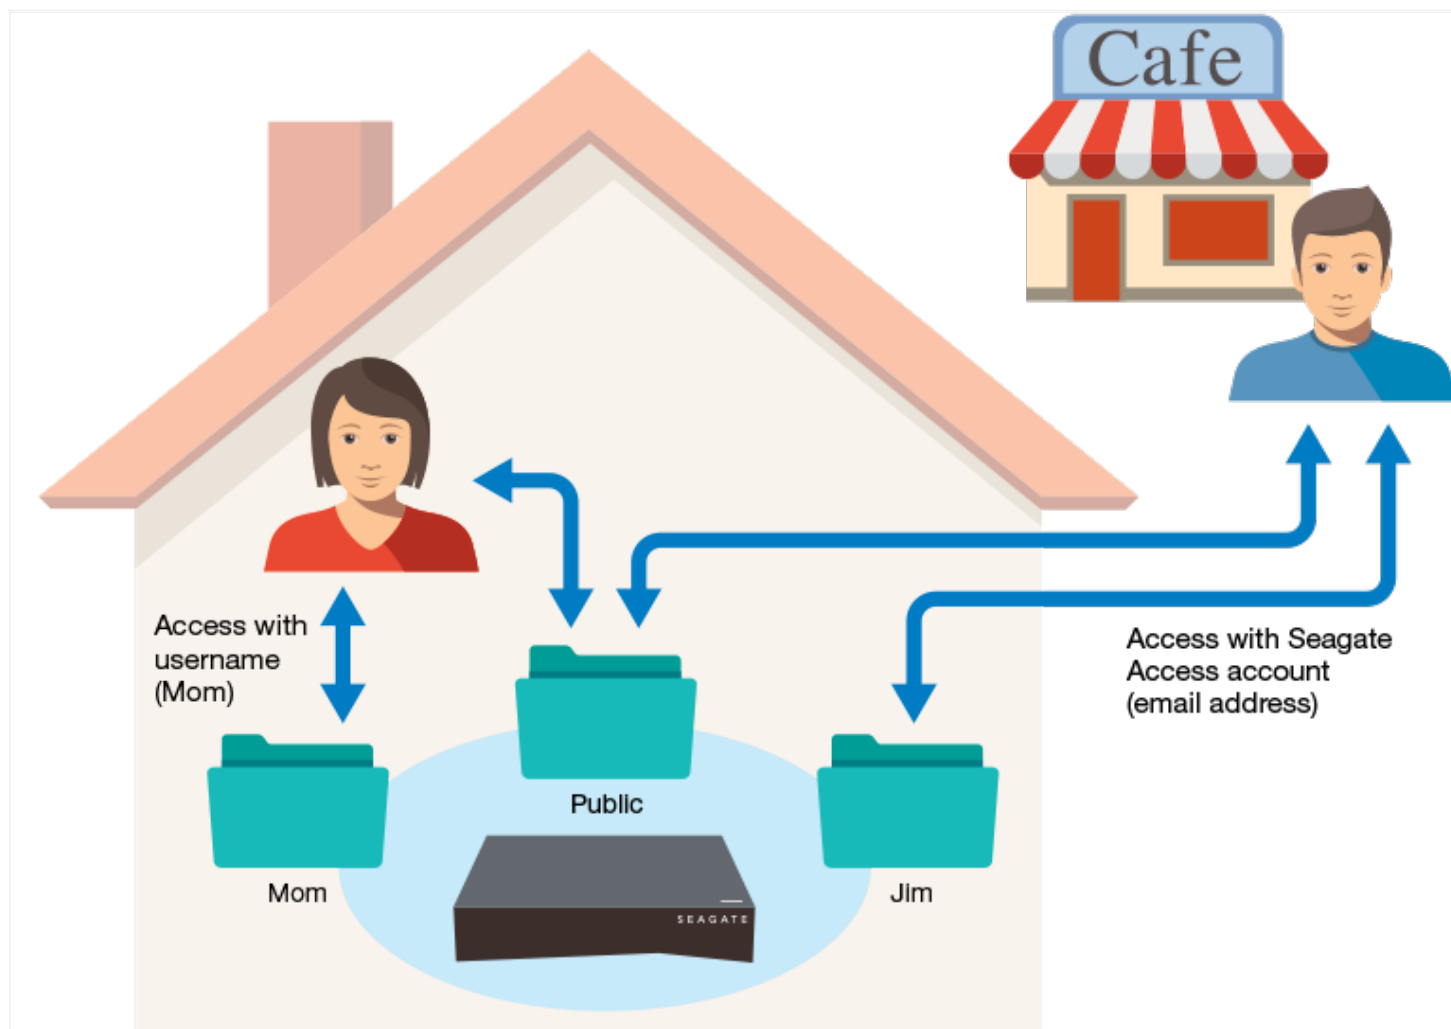 Cafe
Access with
username
(Mom)
Access with Seagate
Access account
(email address)
Public
Mom
Jim
SEAGATE